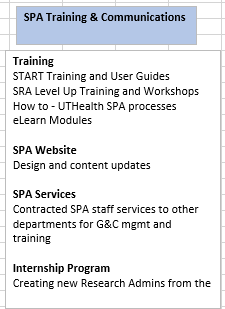 SPA Training & Communications
Training
START Training and User Guides
SRA Level Up Training and Workshops
How to - UTHealth SPA processes
eLearn Modules
SPA Website
Design and content updates
SPA Services
Contracted SPA staff services to other
departments for G&C mgmt and
training
Internship Program
Creating new Research Admins from the